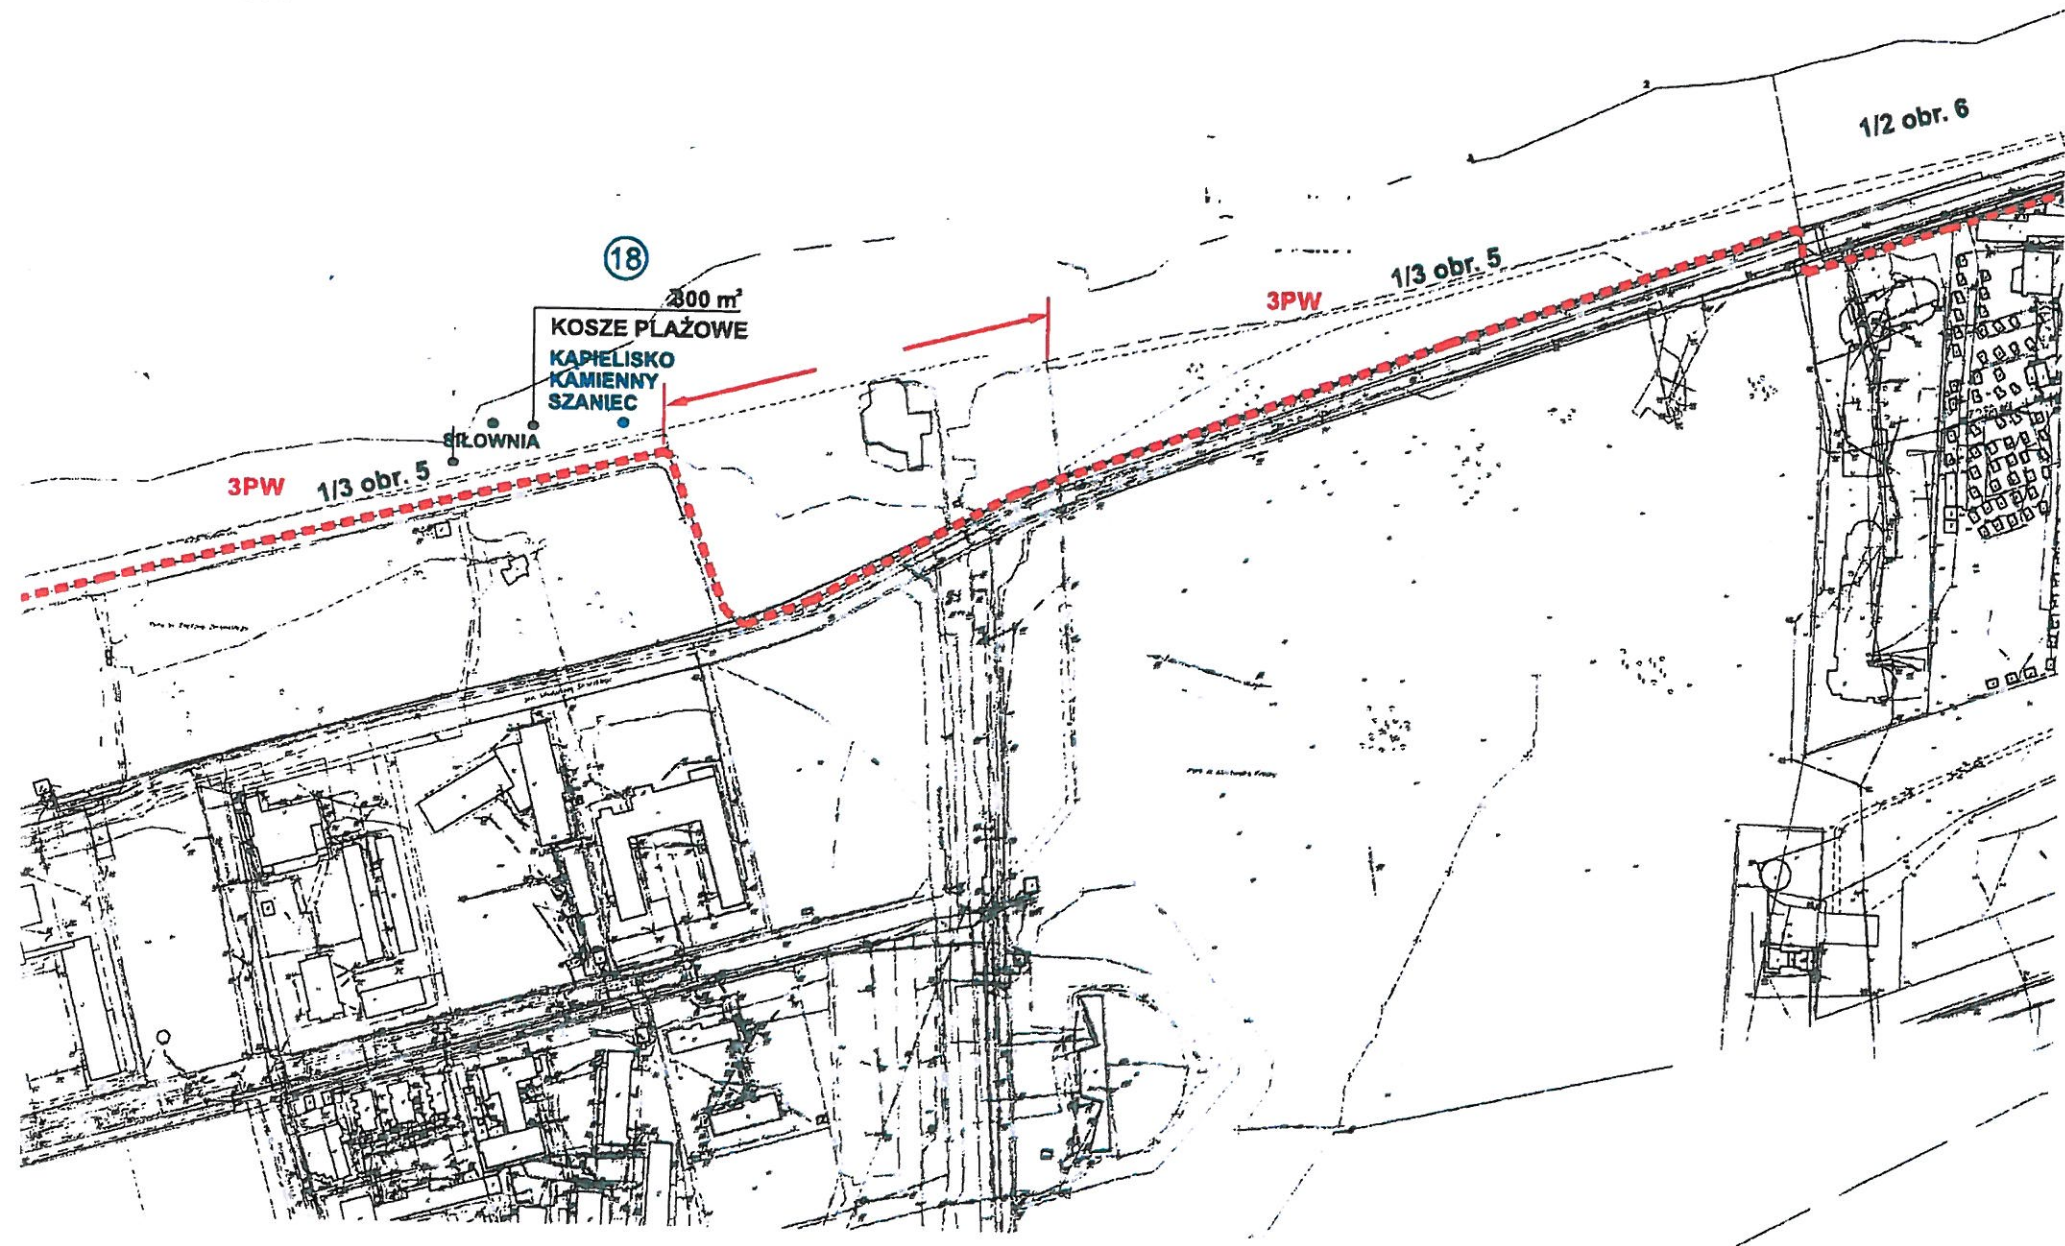 1/2 obr. 6
18
300 m²
KOSZE PLAŻOWE
KĄPIELISKO
KAMIENNY
SZANIEC
SIŁOWNIA
3PW
1/3 obr. 5
3PW
1/3 obr. 5